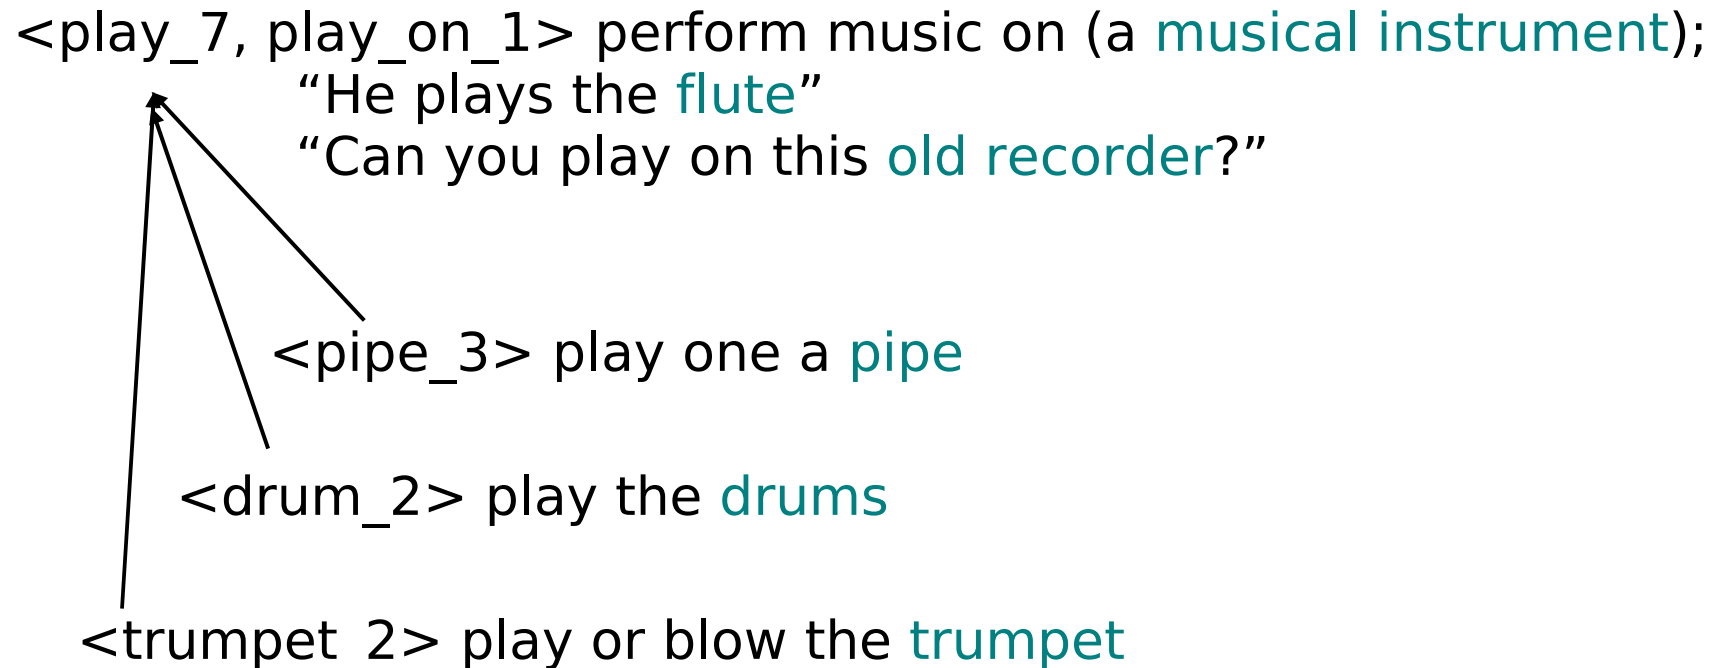 <play_7, play_on_1> perform music on (a musical instrument);
“He plays the flute”
“Can you play on this old recorder?”
<pipe_3> play one a pipe
<drum_2> play the drums
<trumpet_2> play or blow the trumpet